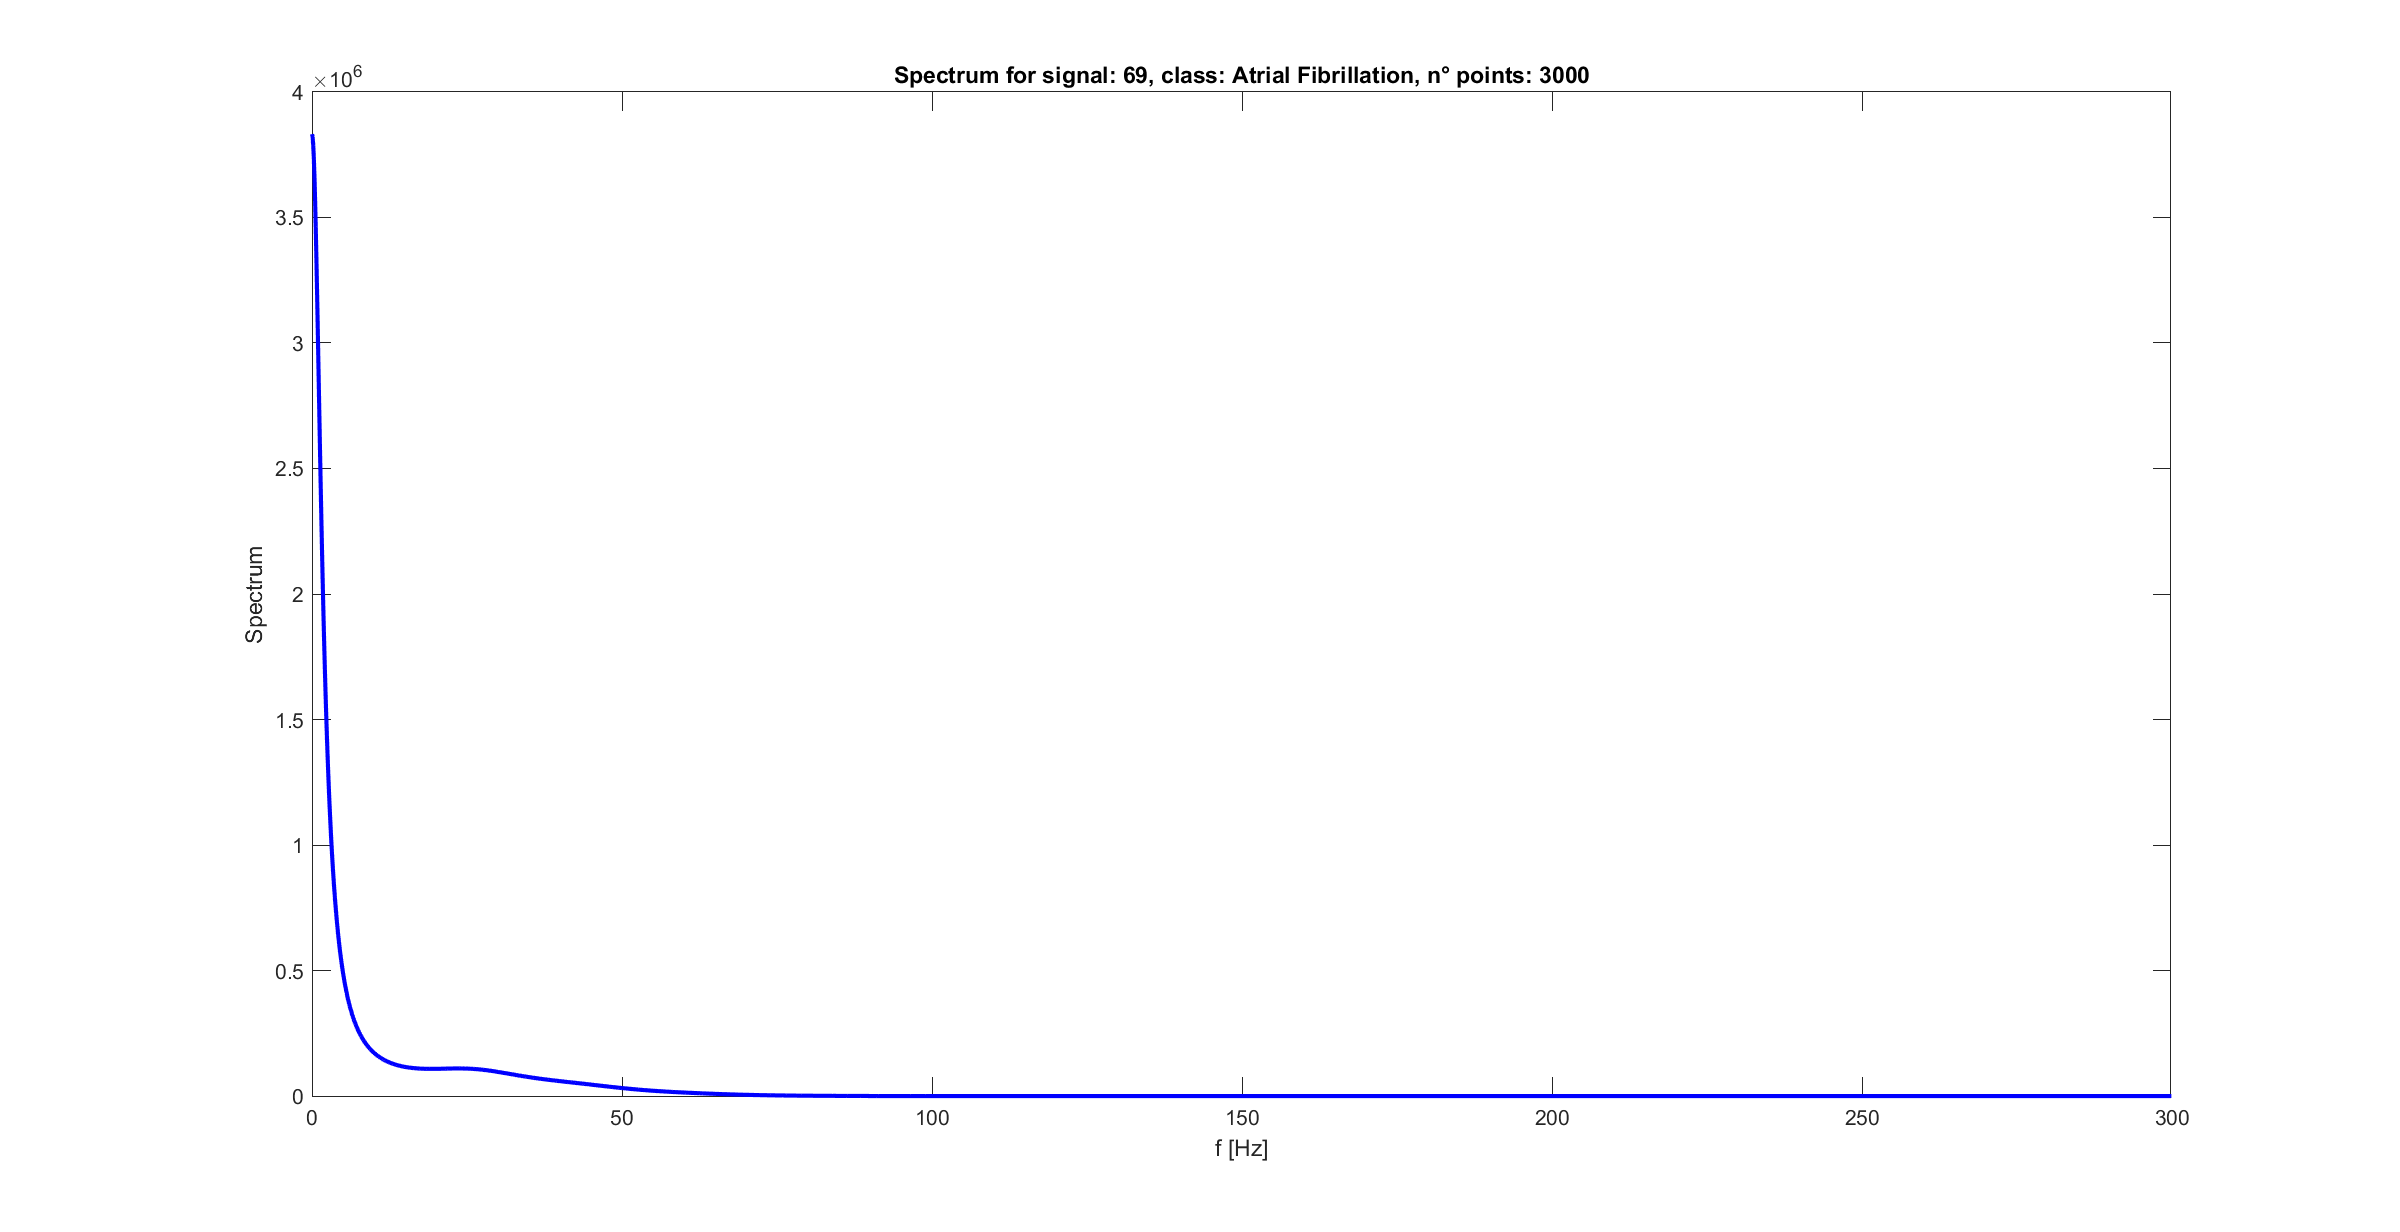 Spectrum for signal: 69, class: Atrial Fibrillation, n° points: 3000
×10^6
4
3.5
3
2.5
2
1.5
1
0.5
0
Spectrum
0 50 100 150 200 250 300
f [Hz]